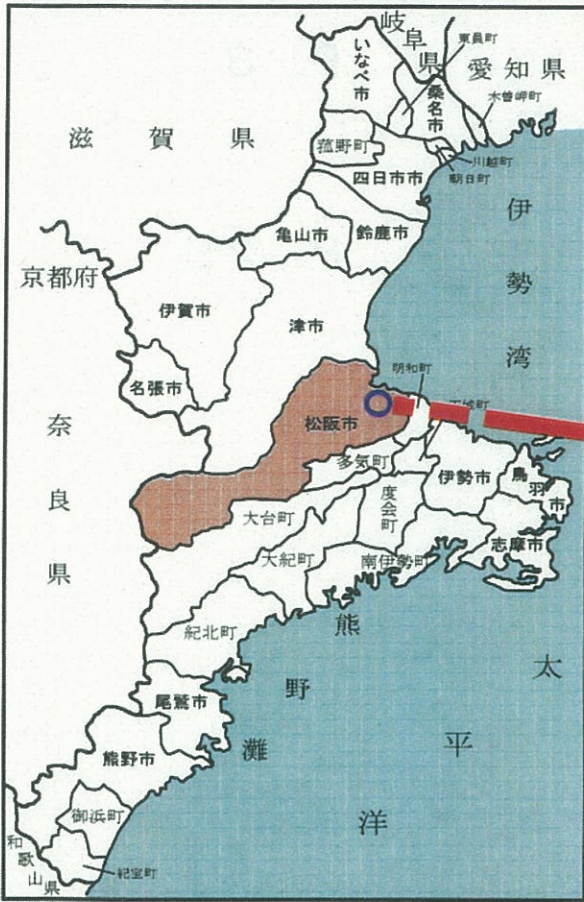 岐阜県
東員町
いなべ市
愛知県
桑名市
木曽岬町
滋賀県
菰野町
川越町
朝日町
四日市市
伊勢湾
亀山市
鈴鹿市
京都府
伊賀市
津市
名張市
明和町
松阪市
奈良県
多気町
伊勢市
鳥羽市
度会町
大台町
志摩市
大紀町
南伊勢町
紀北町
熊野灘
太平洋
尾鷲市
熊野市
御浜町
和歌山県
紀宝町